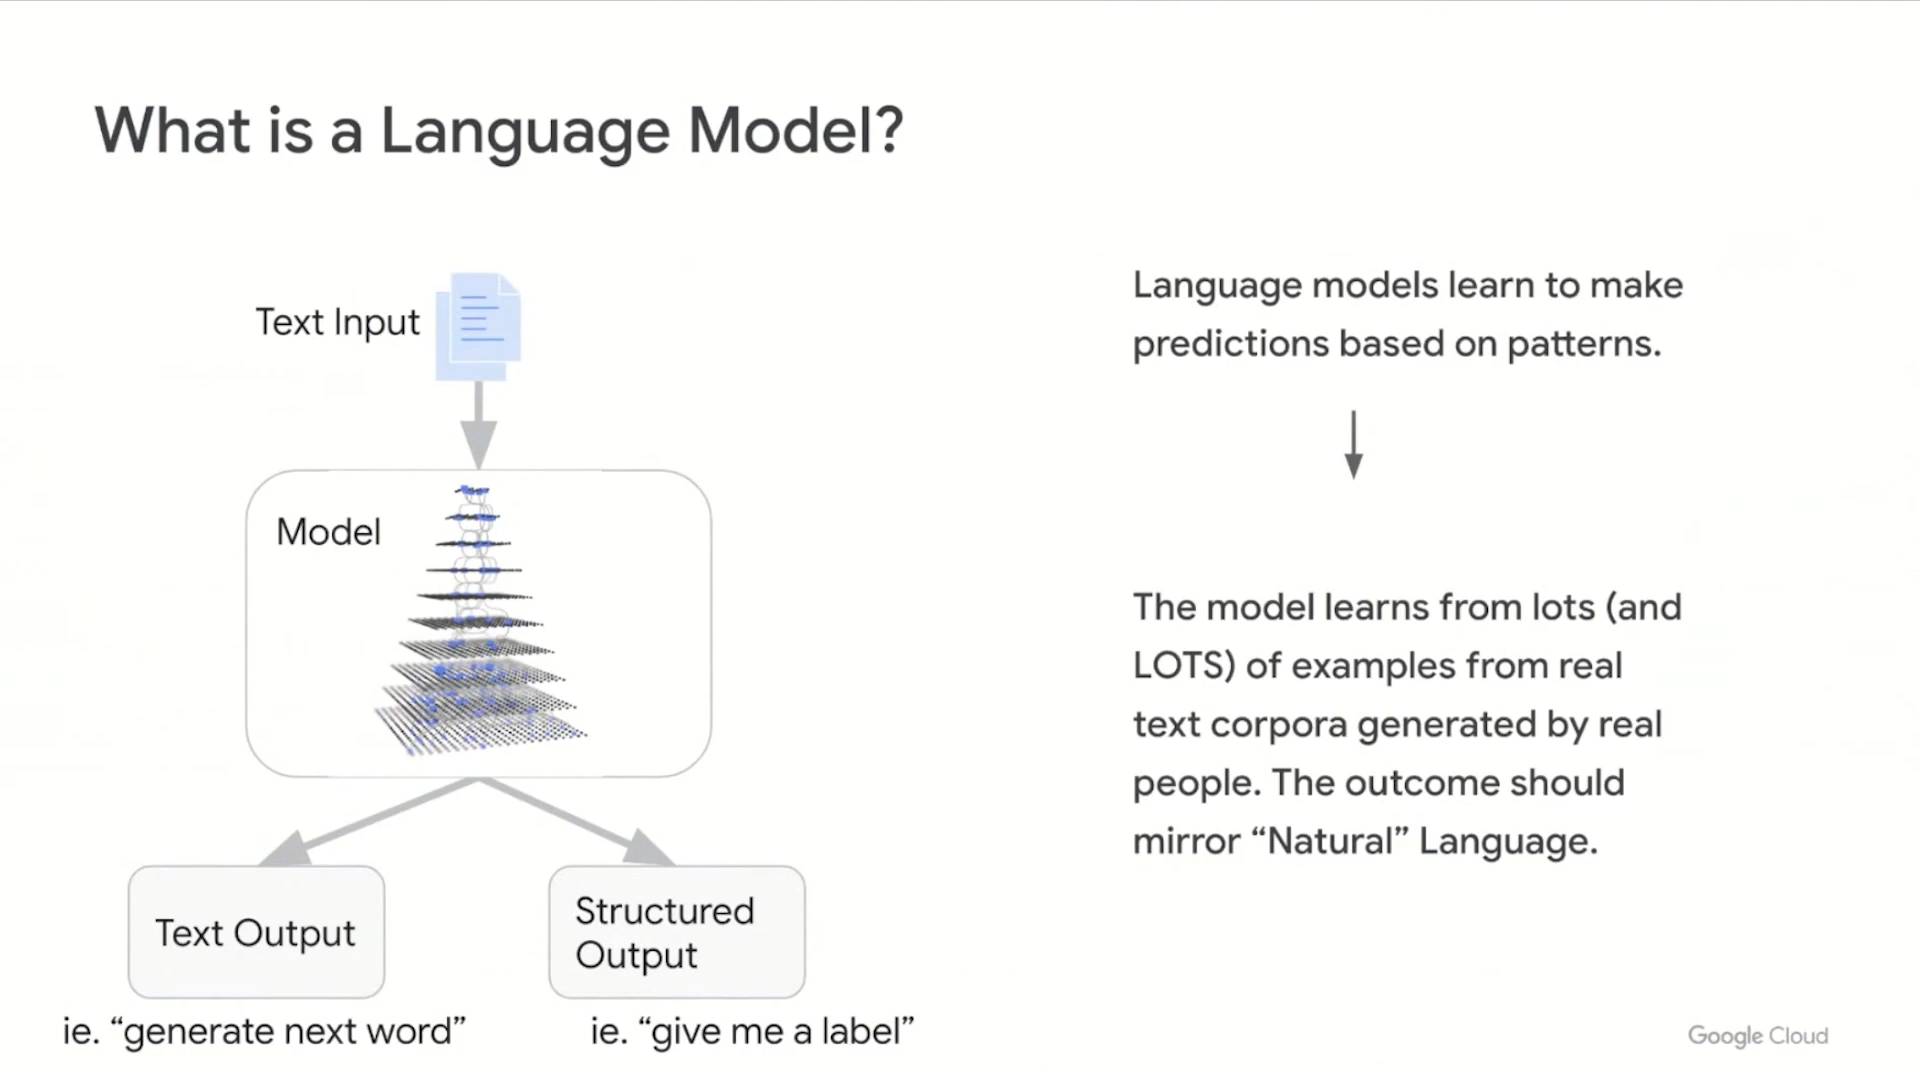 What is a Language Model?
Text Input
Model
Text Output
Structured
Output
ie. “generate next word”
ie. “give me a label”
Language models learn to make
predictions based on patterns.
The model learns from lots (and
LOTS) of examples from real
text corpora generated by real
people. The outcome should
mirror “Natural” Language.
Google Cloud